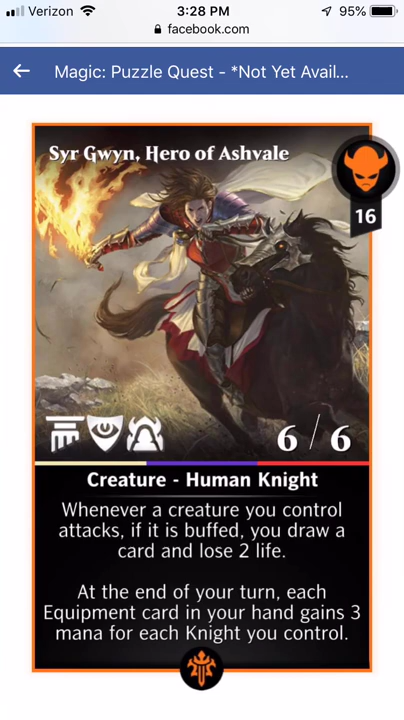 Verizon 3:28 PM 95%
facebook.com
Magic: Puzzle Quest - *Not Yet Avail...
Syr Gwyn, Hero of Ashvale
16
6 / 6
Creature - Human Knight
Whenever a creature you control
attacks, if it is buffed, you draw a
card and lose 2 life.
At the end of your turn, each
Equipment card in your hand gains 3
mana for each Knight you control.